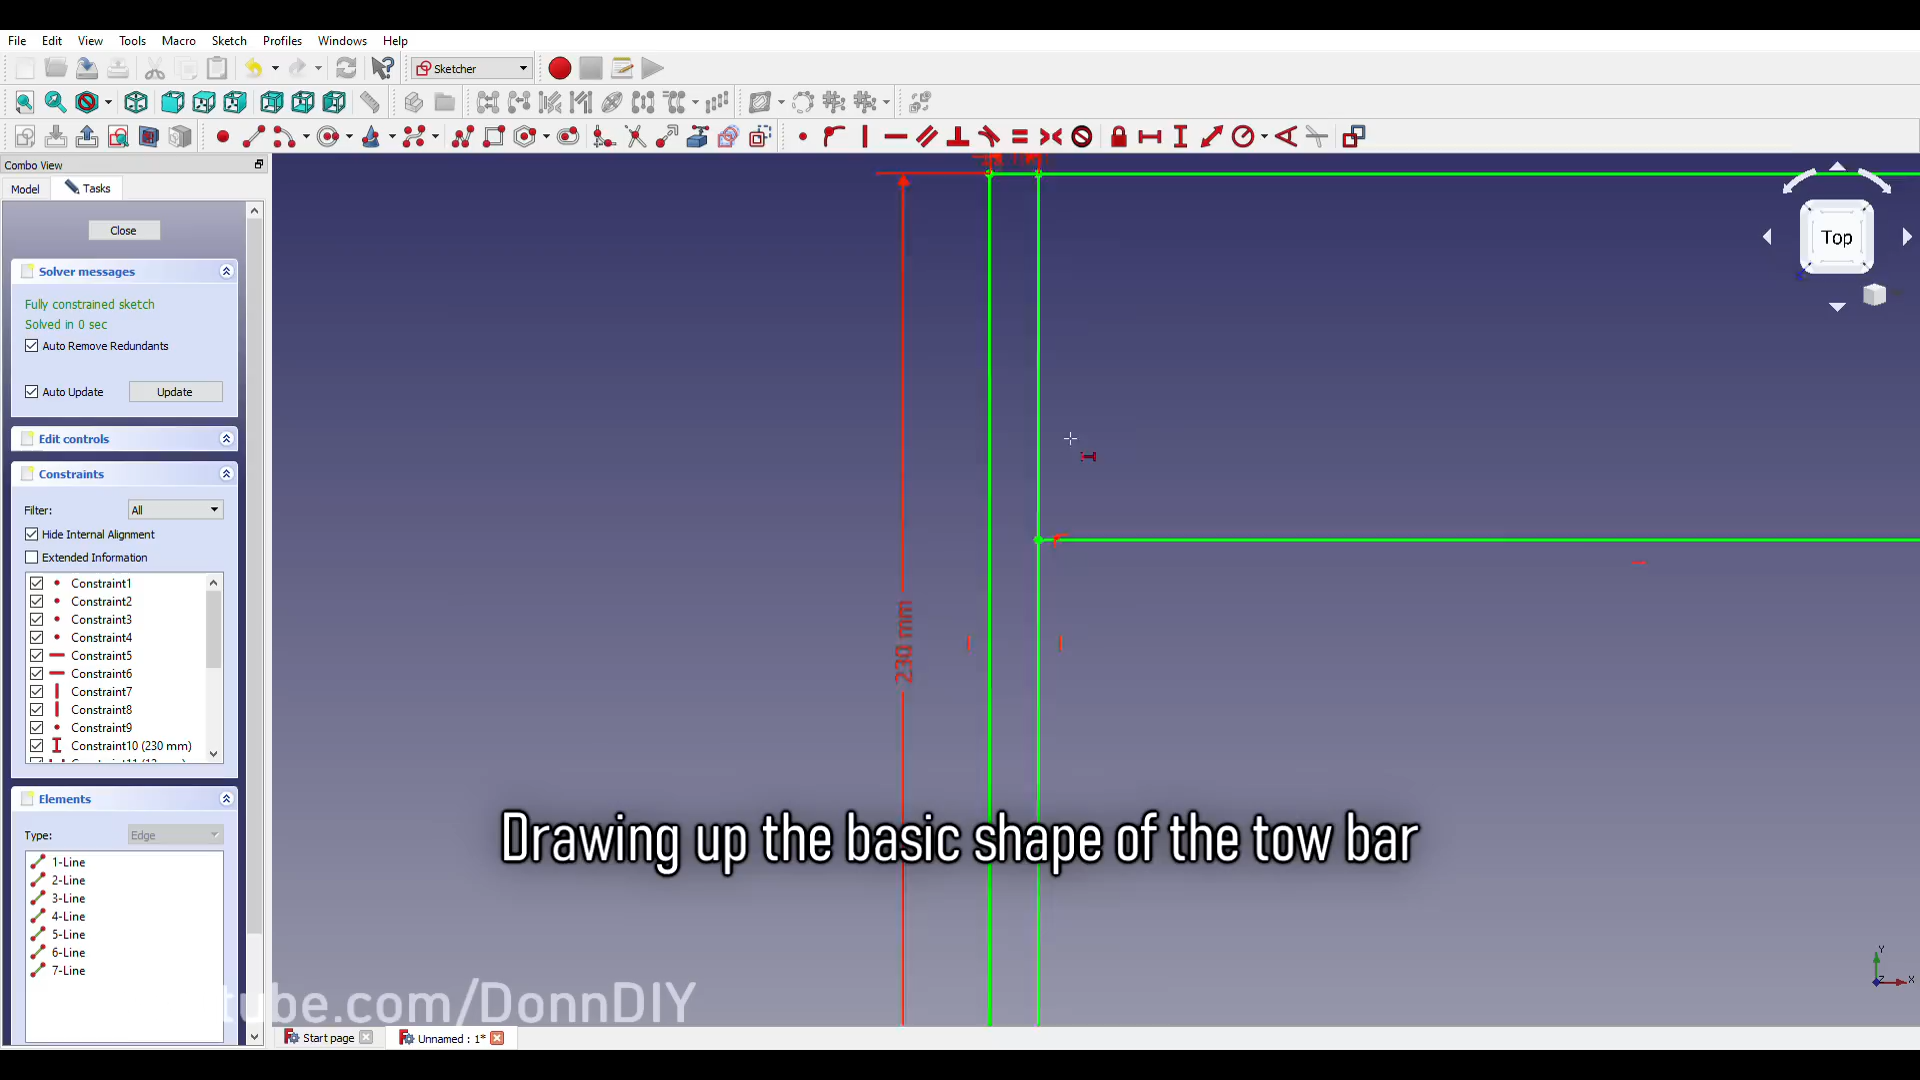 File Edit View Tools Macro Sketch Profiles Windows Help
Sketcher
Combo View
Model Tasks
Close
Solver messages
Fully constrained sketch
Solved in 0 sec
Auto Remove Redundants
Auto Update Update
Edit controls
Constraints
Filter: All
Hide Internal Alignment
Extended Information
Constraint1
Constraint2
Constraint3
Constraint4
Constraint5
Constraint6
Constraint7
Constraint8
Constraint9
Constraint10 (230 mm)
Elements
Type: Edge
1-Line
2-Line
3-Line
4-Line
5-Line
6-Line
7-Line
230 mm
Top
Drawing up the basic shape of the tow bar
tube.com/DonnDIY
Y
Z X
Start page Unnamed : 1*